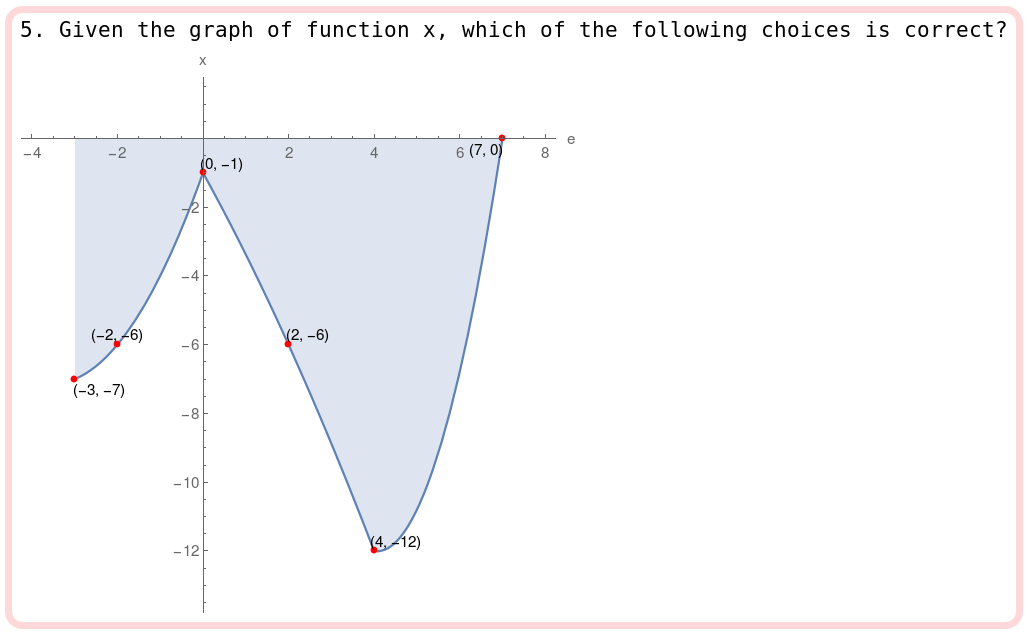 5. Given the graph of function x, which of the following choices is correct?
x
e
−4 −2 2 4 6 8
(7, 0)
(0, −1)
−2
−4
(−2, −6) (2, −6)
−6
(−3, −7)
−8
−10
(4, −12)
−12